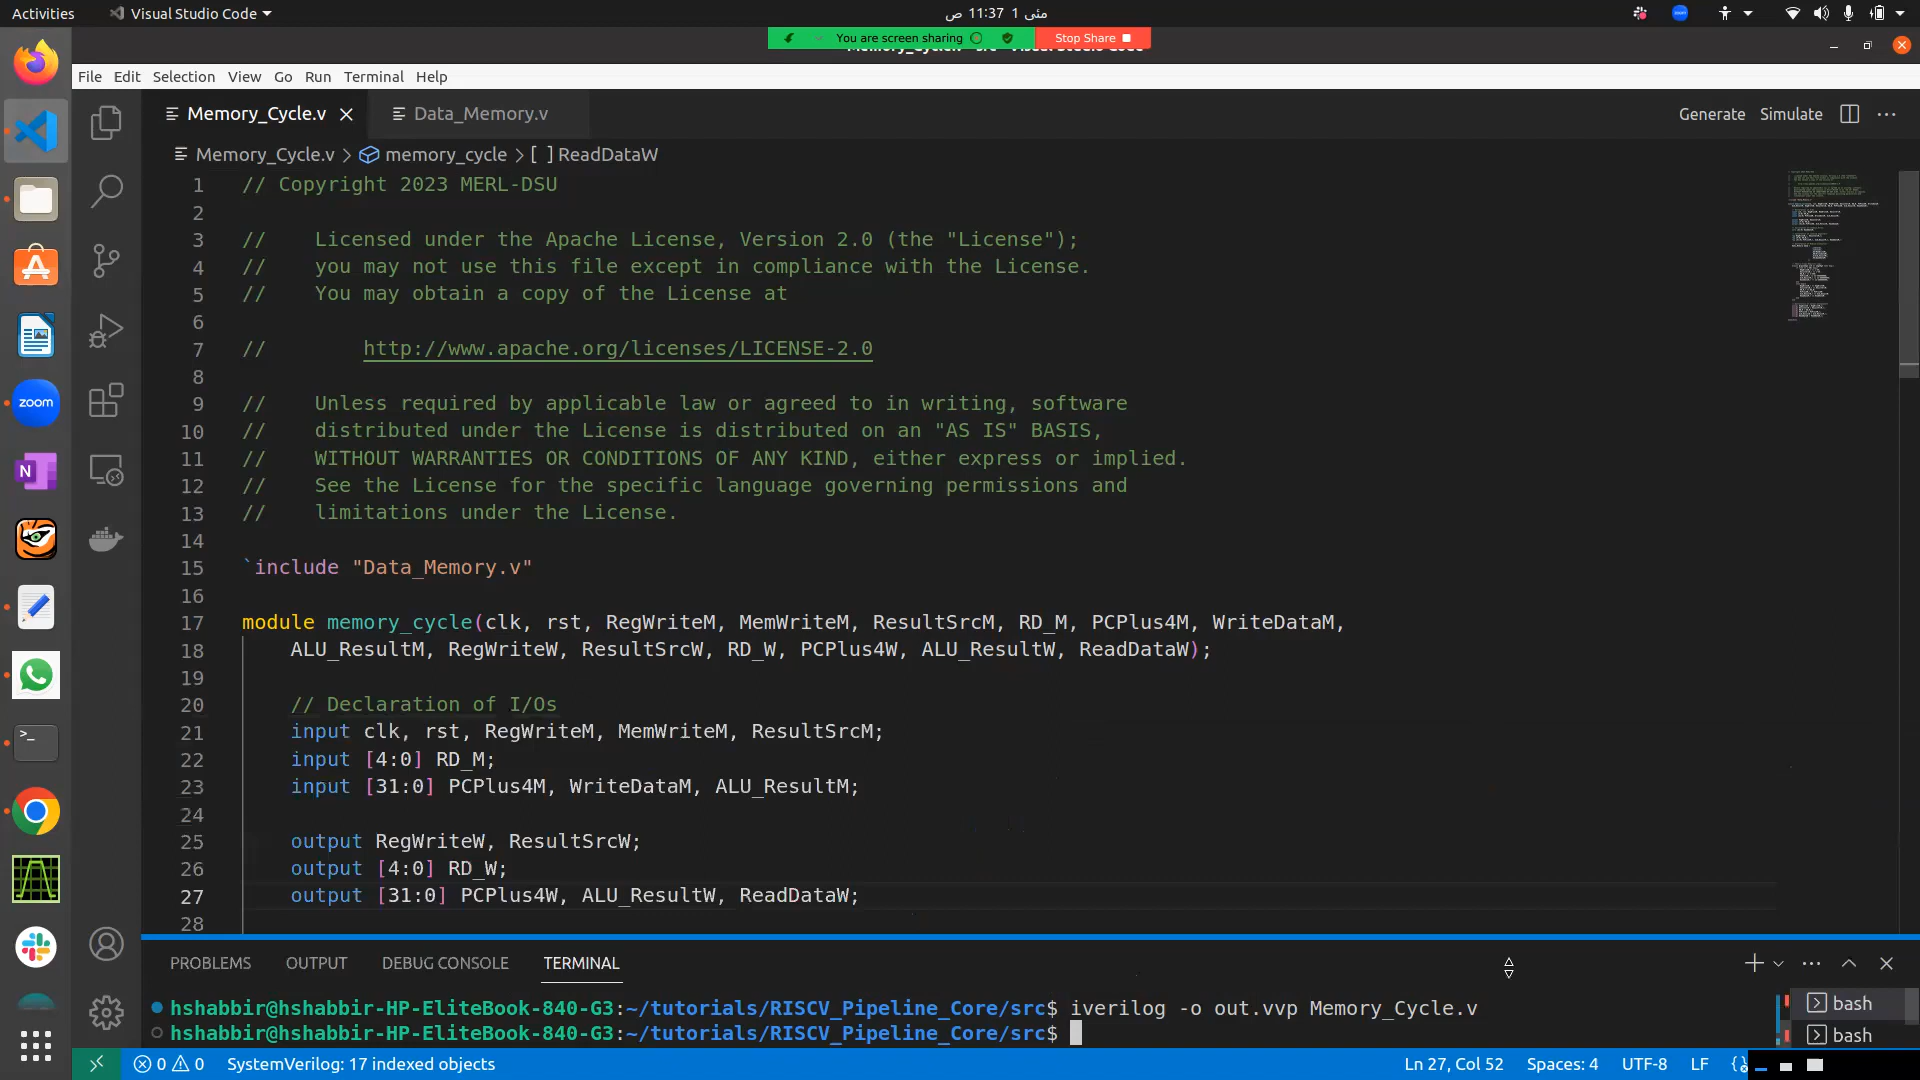 Activities
Visual Studio Code
مئی 1 11:37 ص
You are screen sharing
Stop Share
File Edit Selection View Go Run Terminal Help
Memory_Cycle.v
Data_Memory.v
Generate Simulate
Memory_Cycle.v > memory_cycle > [ ] ReadDataW
1 // Copyright 2023 MERL-DSU
2
3 //    Licensed under the Apache License, Version 2.0 (the "License");
4 //    you may not use this file except in compliance with the License.
5 //    You may obtain a copy of the License at
6
7 //        http://www.apache.org/licenses/LICENSE-2.0
8
9 //    Unless required by applicable law or agreed to in writing, software
10 //    distributed under the License is distributed on an "AS IS" BASIS,
11 //    WITHOUT WARRANTIES OR CONDITIONS OF ANY KIND, either express or implied.
12 //    See the License for the specific language governing permissions and
13 //    limitations under the License.
14
15 `include "Data_Memory.v"
16
17 module memory_cycle(clk, rst, RegWriteM, MemWriteM, ResultSrcM, RD_M, PCPlus4M, WriteDataM,
18     ALU_ResultM, RegWriteW, ResultSrcW, RD_W, PCPlus4W, ALU_ResultW, ReadDataW);
19
20     // Declaration of I/Os
21     input clk, rst, RegWriteM, MemWriteM, ResultSrcM;
22     input [4:0] RD_M;
23     input [31:0] PCPlus4M, WriteDataM, ALU_ResultM;
24
25     output RegWriteW, ResultSrcW;
26     output [4:0] RD_W;
27     output [31:0] PCPlus4W, ALU_ResultW, ReadDataW;
28
PROBLEMS OUTPUT DEBUG CONSOLE TERMINAL
hshabbir@hshabbir-HP-EliteBook-840-G3:~/tutorials/RISCV_Pipeline_Core/src$ iverilog -o out.vvp Memory_Cycle.v
hshabbir@hshabbir-HP-EliteBook-840-G3:~/tutorials/RISCV_Pipeline_Core/src$
bash
bash
0 0 SystemVerilog: 17 indexed objects
Ln 27, Col 52 Spaces: 4 UTF-8 LF
zoom